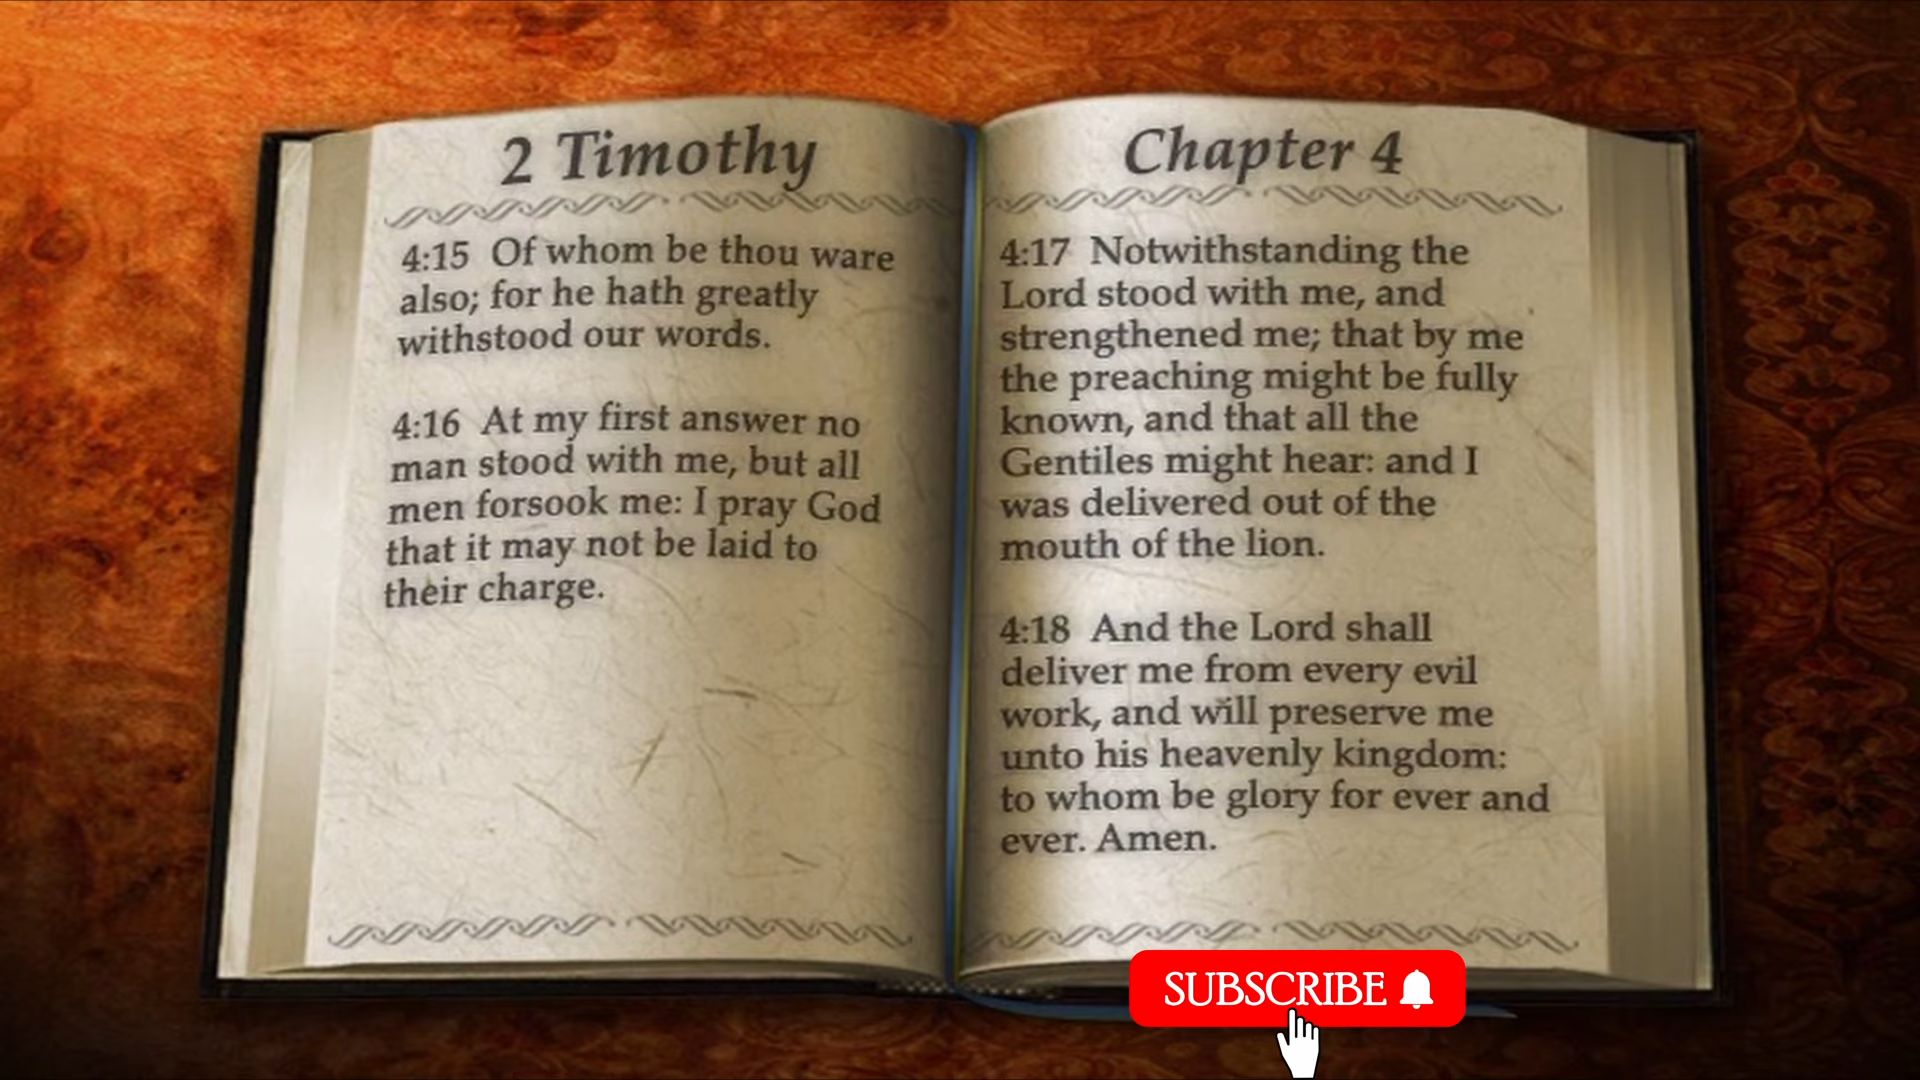 2 Timothy
4:15 Of whom be thou ware
also; for he hath greatly
withstood our words.
4:16 At my first answer no
man stood with me, but all
men forsook me: I pray God
that it may not be laid to
their charge.
Chapter 4
4:17 Notwithstanding the
Lord stood with me, and
strengthened me; that by me
the preaching might be fully
known, and that all the
Gentiles might hear: and I
was delivered out of the
mouth of the lion.
4:18 And the Lord shall
deliver me from every evil
work, and will preserve me
unto his heavenly kingdom:
to whom be glory for ever and
ever. Amen.
SUBSCRIBE